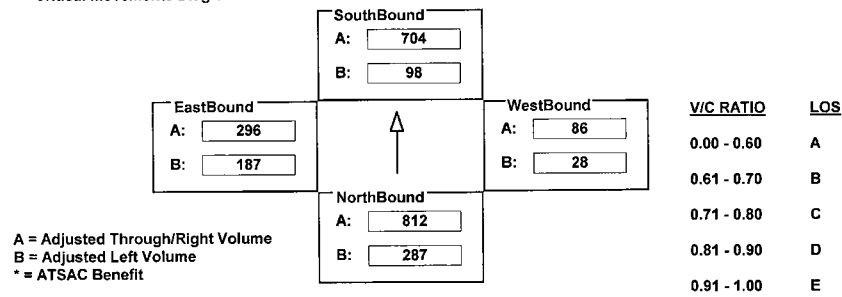 SouthBound
A: 704
B: 98
EastBound
A: 296
B: 187
WestBound
A: 86
B: 28
NorthBound
A: 812
B: 287
A = Adjusted Through/Right Volume
B = Adjusted Left Volume
* = ATSAC Benefit
V/C RATIO LOS
0.00 - 0.60 A
0.61 - 0.70 B
0.71 - 0.80 C
0.81 - 0.90 D
0.91 - 1.00 E